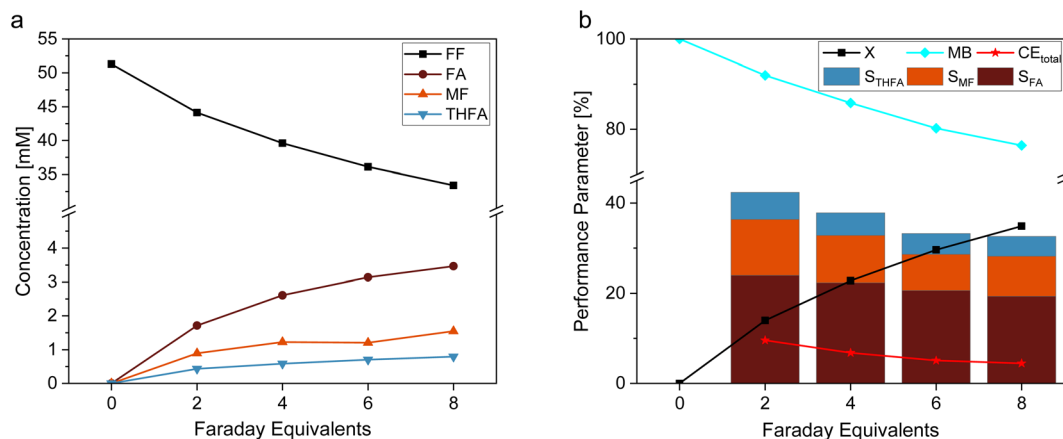 a
55
50
45
40
35
4
3
2
1
0
Concentration [mM]
FF
FA
MF
THFA
0 2 4 6 8
Faraday Equivalents
b
100
80
40
20
0
Performance Parameter [%]
X MB CEtotal
STHFA SMF SFA
0 2 4 6 8
Faraday Equivalents